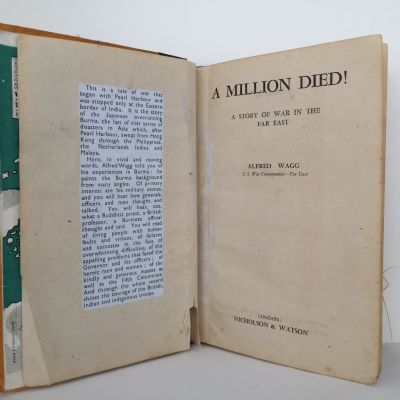 This is a tale of war that
began with Pearl Harbour and
was stopped only at the Eastern
border of India. It is the story
of the Japanese overrunning
Burma, the last of that series of
disasters in Asia which, after
Pearl Harbour, swept from Hong
Kong through the Philippines,
the Netherlands Indies and
Malaya.
Here, in vivid and moving
words, Alfred Wagg tells you of
his experiences in Burma; he
paints the Burma background
from many angles. Of primary
interest are his military scenes,
and you will hear how generals,
officers, and men thought, and
talked. You will hear, too,
what a Buddhist priest, a British
professor, a Burmese official
thought and said. You will read
of living people with human
faults and virtues, of failures
and successes in the face of
overwhelming difficulties, of the
appalling problems that faced the
Governor and his officers; of
heroic men and women; of the
kindly and generous masses as
well as the Fifth Columnists.
And through the whole record
shines the courage of the British,
Indian and indigenous troops.
A MILLION DIED!
A STORY OF WAR IN THE
FAR EAST
ALFRED WAGG
U.S. War Correspondent—Far East
LONDON:
NICHOLSON & WATSON